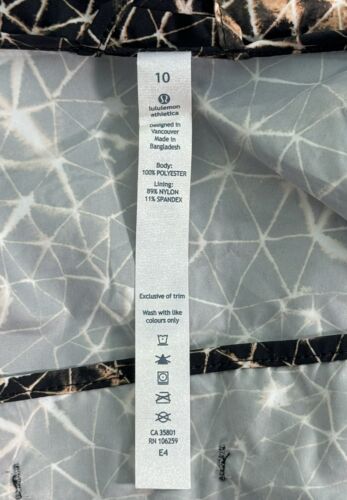 10
lululemon
athletica
Designed in
Vancouver
Made in
Bangladesh
Body:
100% POLYESTER
Lining:
89% NYLON
11% SPANDEX
Exclusive of trim
Wash with like
colours only
CA 35801
RN 106259
E4